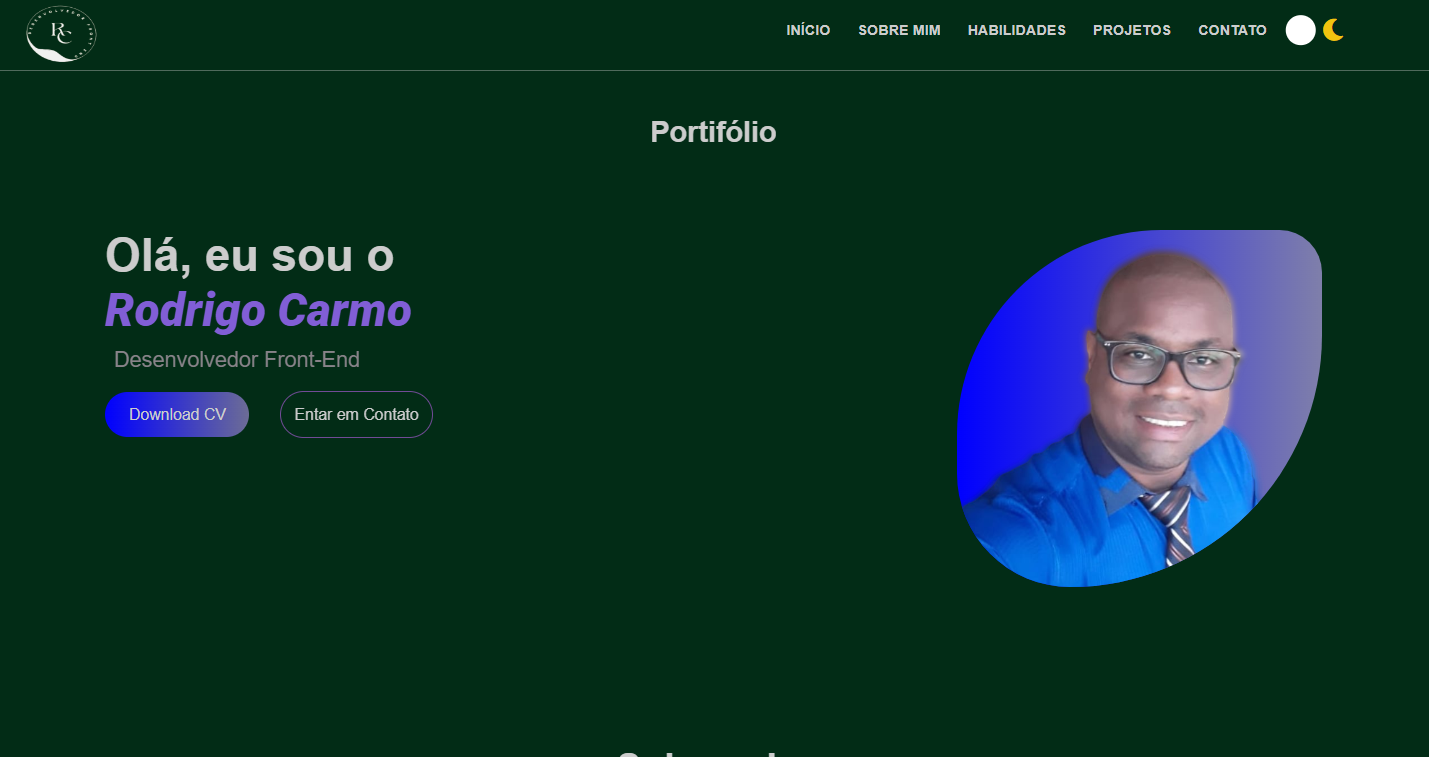 RC
INÍCIO SOBRE MIM HABILIDADES PROJETOS CONTATO
Portifólio
Olá, eu sou o
Rodrigo Carmo
Desenvolvedor Front-End
Download CV Entar em Contato